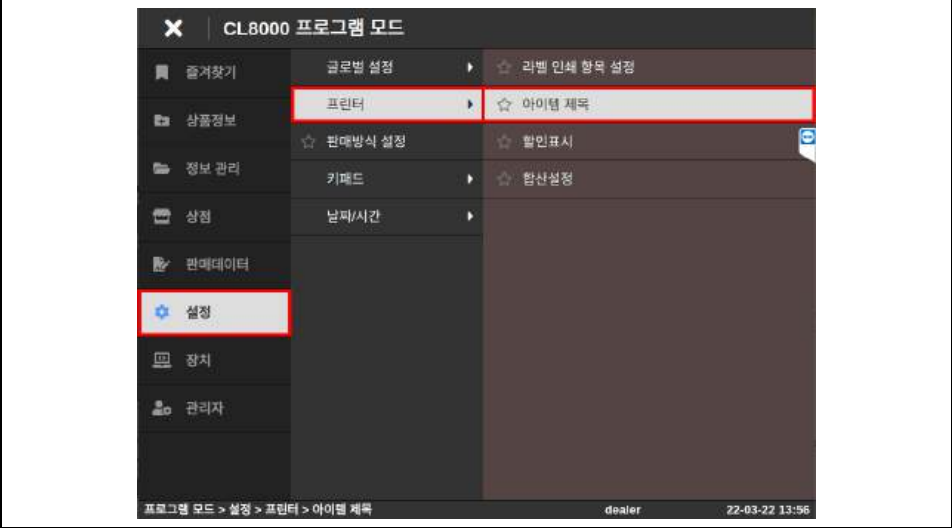 CL8000 프로그램 모드
즐겨찾기
상품정보
정보 관리
상점
판매데이터
설정
장치
관리자
글로벌 설정
프린터
판매방식 설정
키패드
날짜/시간
라벨 인쇄 항목 설정
아이템 제목
할인표시
합산설정
프로그램 모드 > 설정 > 프린터 > 아이템 제목
dealer
22-03-22 13:56